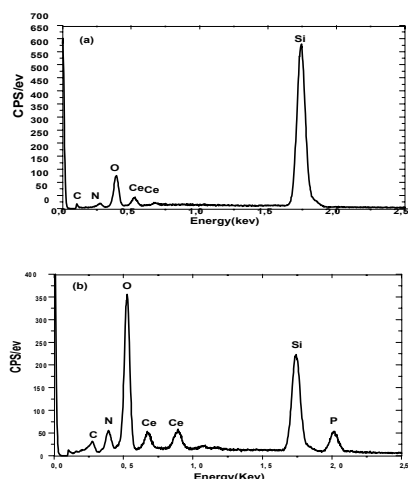 700
650
600
550
500
450
400
350
300
250
200
150
100
50
0
CPS/ev
(a)
Si
C N O Ce Ce
0,0 0,5 1,0 1,5 2,0 2,5
Energy(kev)
400
350
300
250
200
150
100
50
0
CPS/eV
(b)
O
Si
C N Ce Ce P
0,0 0,5 1,0 1,5 2,0 2,5
Energy(Kev)